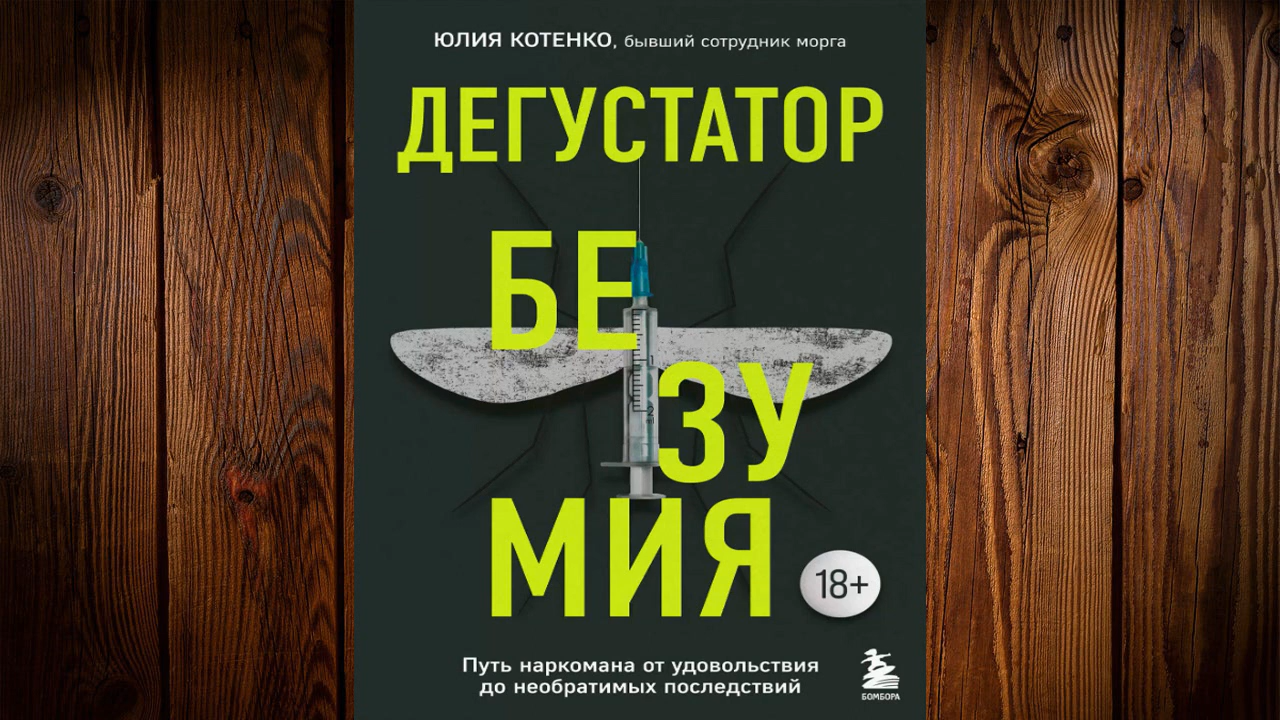 ЮЛИЯ КОТЕНКО, бывший сотрудник морга
ДЕГУСТАТОР
БЕ
ЗУ
МИЯ
18+
Путь наркомана от удовольствия
до необратимых последствий
БОМБОРА